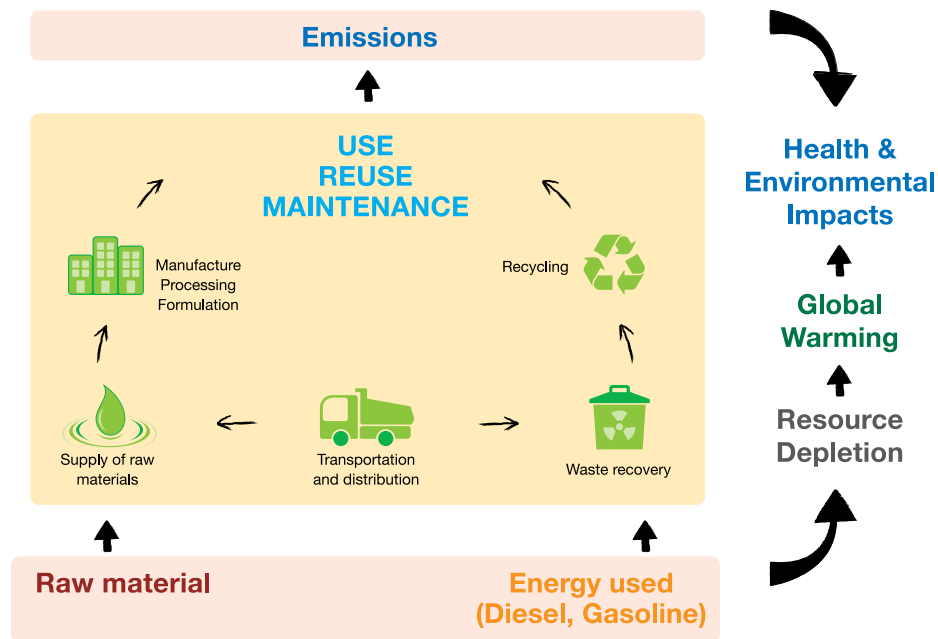 Emissions
USE
REUSE
MAINTENANCE
Manufacture
Processing
Formulation
Recycling
Supply of raw
materials
Transportation
and distribution
Waste recovery
Raw material
Energy used
(Diesel, Gasoline)
Health &
Environmental
Impacts
Global
Warming
Resource
Depletion